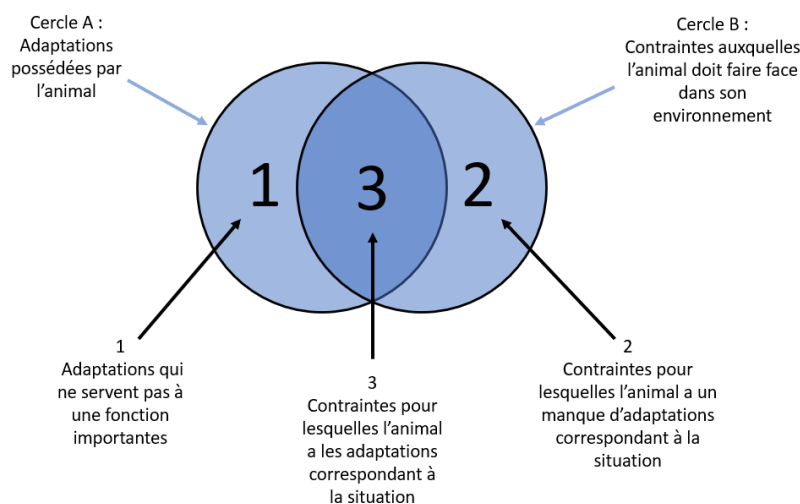 Cercle A :
Adaptations
possédées par
l’animal
Cercle B :
Contraintes auxquelles
l’animal doit faire face
dans son
environnement
1
3
2
1
Adaptations qui
ne servent pas à
une fonction
importantes
3
Contraintes pour
lesquelles l’animal
a les adaptations
correspondant à
la situation
2
Contraintes pour
lesquelles l’animal a un
manque d’adaptations
correspondant à la
situation